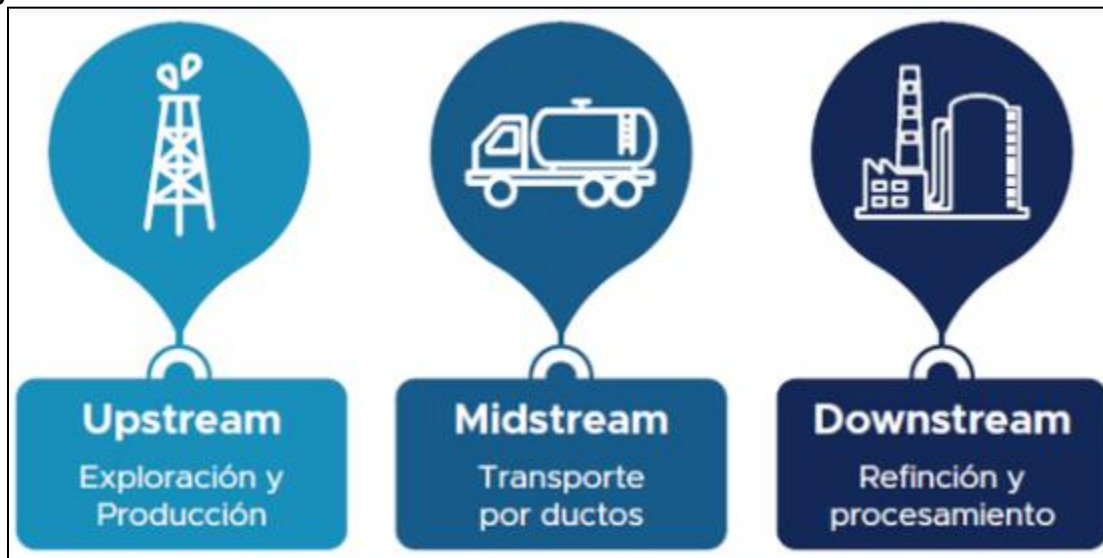 Upstream
Exploración y
Producción
Midstream
Transporte
por ductos
Downstream
Refinción y
procesamiento